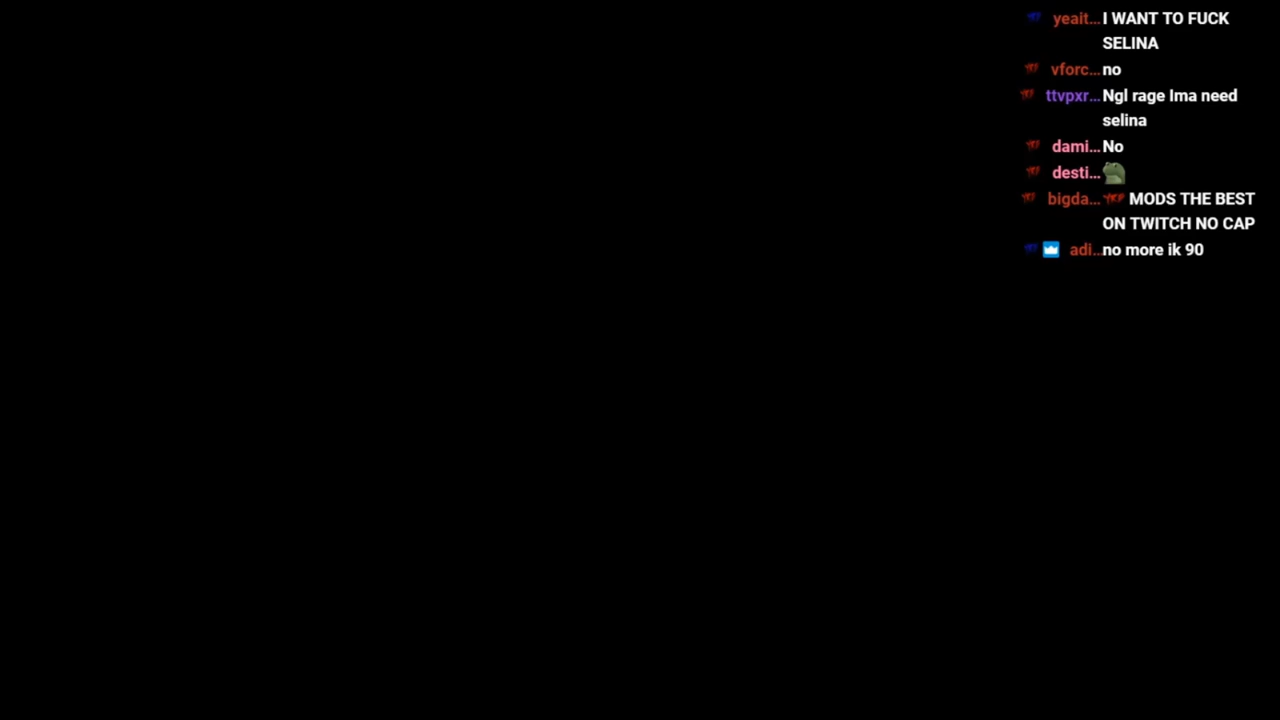 yeait... I WANT TO FUCK
SELINA
vforc... no
ttvpxr... Ngl rage Ima need
selina
dami... No
desti...
bigda... MODS THE BEST
ON TWITCH NO CAP
adi... no more ik 90